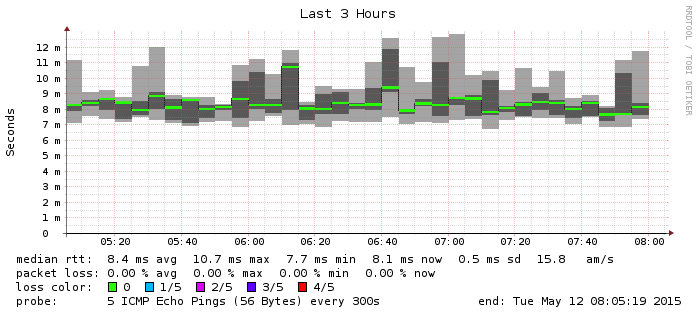 Last 3 Hours
RRDTOOL / TOBI OETIKER
Seconds
12 m
11 m
10 m
9 m
8 m
7 m
6 m
5 m
4 m
3 m
2 m
1 m
0
05:20 05:40 06:00 06:20 06:40 07:00 07:20 07:40 08:00
median rtt: 8.4 ms avg 10.7 ms max 7.7 ms min 8.1 ms now 0.5 ms sd 15.8 am/s
packet loss: 0.00 % avg 0.00 % max 0.00 % min 0.00 % now
loss color: 0 1/5 2/5 3/5 4/5
probe: 5 ICMP Echo Pings (56 Bytes) every 300s end: Tue May 12 08:05:19 2015